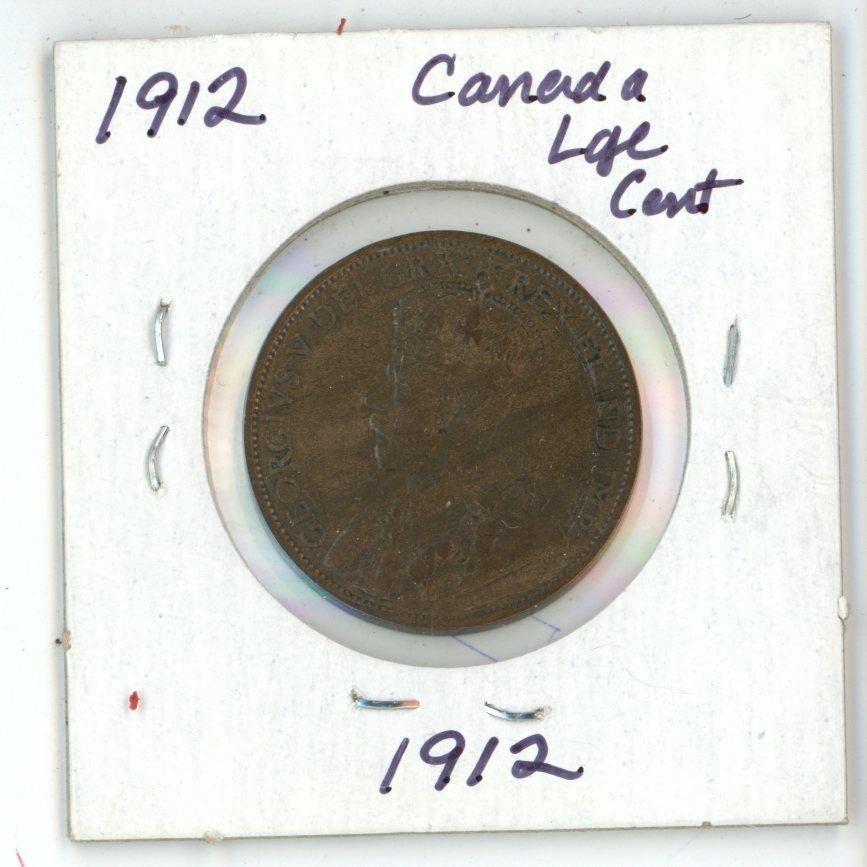 1912
Canada
Lge
Cent
GEORGIVS V DEI GRA: REX ET IND: IMP:
1912